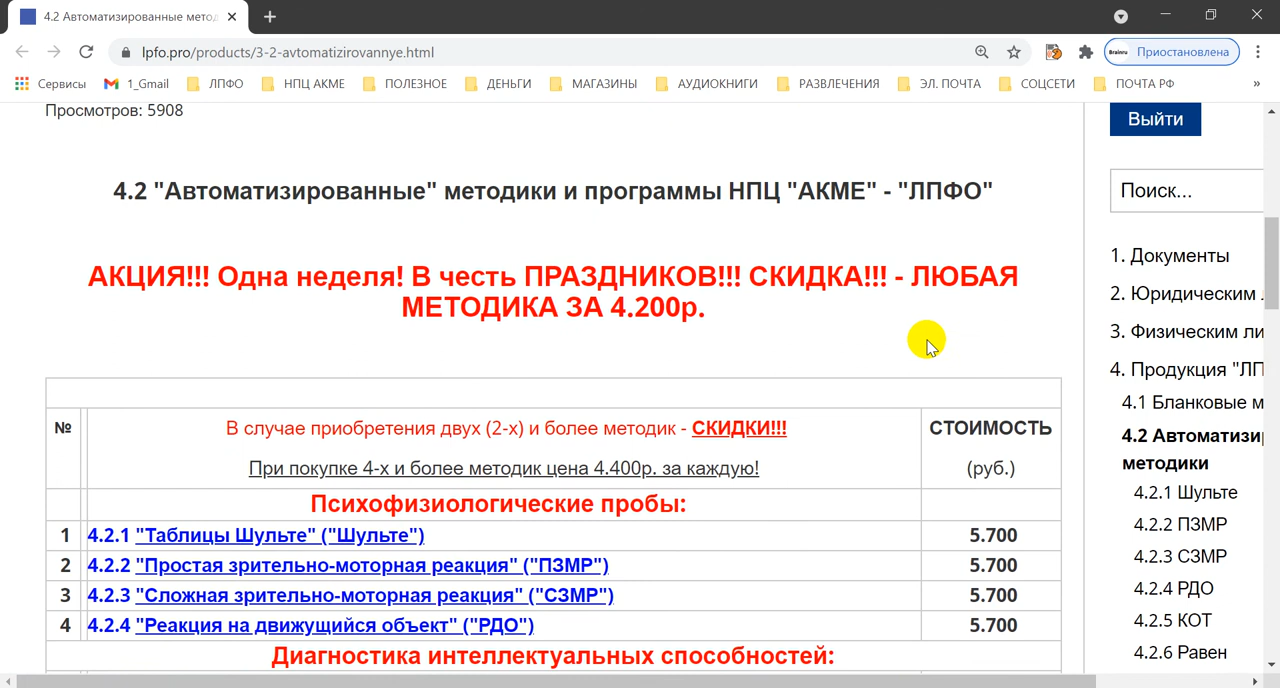 4.2 Автоматизированные метод
lpfo.pro/products/3-2-avtomatizirovannye.html
Brainru Приостановлена
Сервисы 1_Gmail ЛПФО НПЦ АКМЕ ПОЛЕЗНОЕ ДЕНЬГИ МАГАЗИНЫ АУДИОКНИГИ РАЗВЛЕЧЕНИЯ ЭЛ. ПОЧТА СОЦСЕТИ ПОЧТА РФ »
Просмотров: 5908
4.2 "Автоматизированные" методики и программы НПЦ "АКМЕ" - "ЛПФО"
АКЦИЯ!!! Одна неделя! В честь ПРАЗДНИКОВ!!! СКИДКА!!! - ЛЮБАЯ
МЕТОДИКА ЗА 4.200р.
№ В случае приобретения двух (2-х) и более методик - СКИДКИ!!! СТОИМОСТЬ
При покупке 4-х и более методик цена 4.400р. за каждую! (руб.)
Психофизиологические пробы:
1 4.2.1 "Таблицы Шульте" ("Шульте") 5.700
2 4.2.2 "Простая зрительно-моторная реакция" ("ПЗМР") 5.700
3 4.2.3 "Сложная зрительно-моторная реакция" ("СЗМР") 5.700
4 4.2.4 "Реакция на движущийся объект" ("РДО") 5.700
Диагностика интеллектуальных способностей:
Выйти
Поиск...
1. Документы
2. Юридическим
3. Физическим ли
4. Продукция "ЛП
4.1 Бланковые м
4.2 Автоматизи
методики
4.2.1 Шульте
4.2.2 ПЗМР
4.2.3 СЗМР
4.2.4 РДО
4.2.5 КОТ
4.2.6 Равен